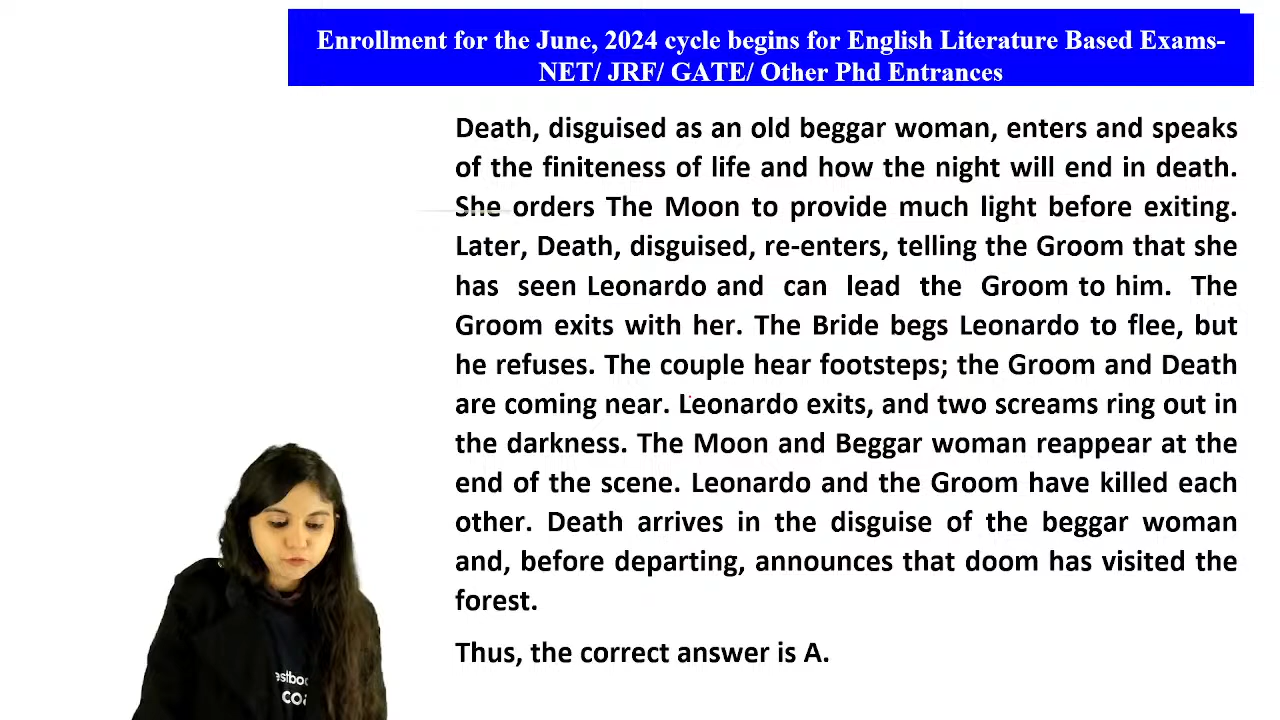 Enrollment for the June, 2024 cycle begins for English Literature Based Exams-
NET/ JRF/ GATE/ Other Phd Entrances
Death, disguised as an old beggar woman, enters and speaks
of the finiteness of life and how the night will end in death.
She orders The Moon to provide much light before exiting.
Later, Death, disguised, re-enters, telling the Groom that she
has seen Leonardo and can lead the Groom to him. The
Groom exits with her. The Bride begs Leonardo to flee, but
he refuses. The couple hear footsteps; the Groom and Death
are coming near. Leonardo exits, and two screams ring out in
the darkness. The Moon and Beggar woman reappear at the
end of the scene. Leonardo and the Groom have killed each
other. Death arrives in the disguise of the beggar woman
and, before departing, announces that doom has visited the
forest.
Thus, the correct answer is A.